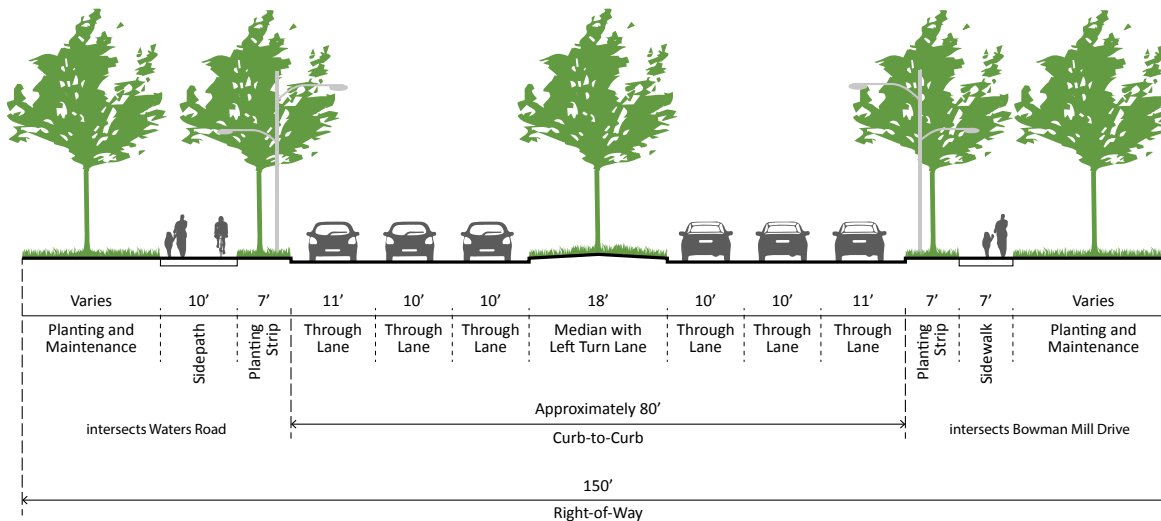 Varies 10’ 7’ 11’ 10’ 10’ 18’ 10’ 10’ 11’ 7’ 7’ Varies
Planting and
Maintenance
Sidepath
Planting
Strip
Through
Lane
Through
Lane
Through
Lane
Median with
Left Turn Lane
Through
Lane
Through
Lane
Through
Lane
Planting
Strip
Sidewalk
Planting and
Maintenance
intersects Waters Road
Approximately 80’
Curb-to-Curb
intersects Bowman Mill Drive
150’
Right-of-Way